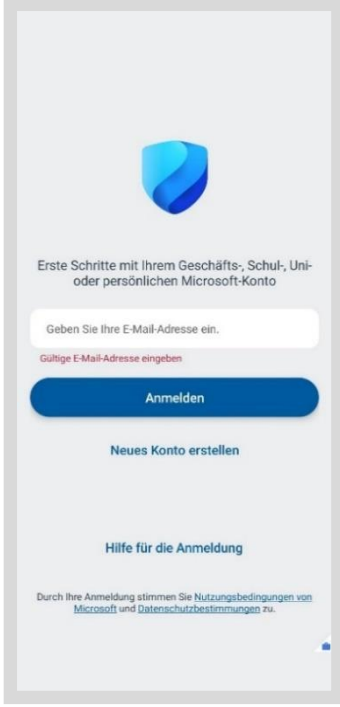 Erste Schritte mit Ihrem Geschäfts-, Schul-, Uni-
oder persönlichen Microsoft-Konto
Geben Sie Ihre E-Mail-Adresse ein.
Gültige E-Mail-Adresse eingeben
Anmelden
Neues Konto erstellen
Hilfe für die Anmeldung
Durch Ihre Anmeldung stimmen Sie Nutzungsbedingungen von
Microsoft und Datenschutzbestimmungen zu.